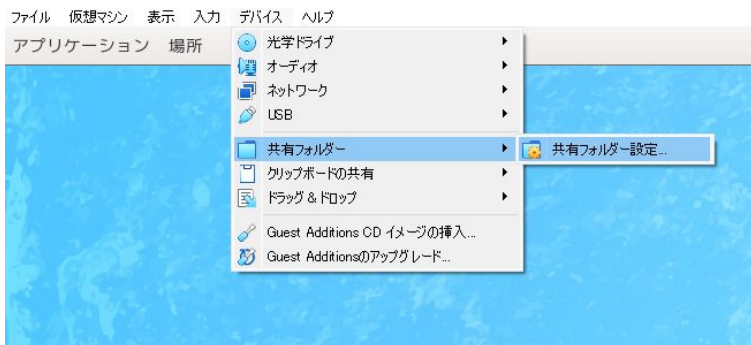 ファイル 仮想マシン 表示 入力 デバイス ヘルプ
アプリケーション 場所
光学ドライブ
オーディオ
ネットワーク
USB
共有フォルダー
共有フォルダー設定...
クリップボードの共有
ドラッグ & ドロップ
Guest Additions CD イメージの挿入...
Guest Additionsのアップグレード...